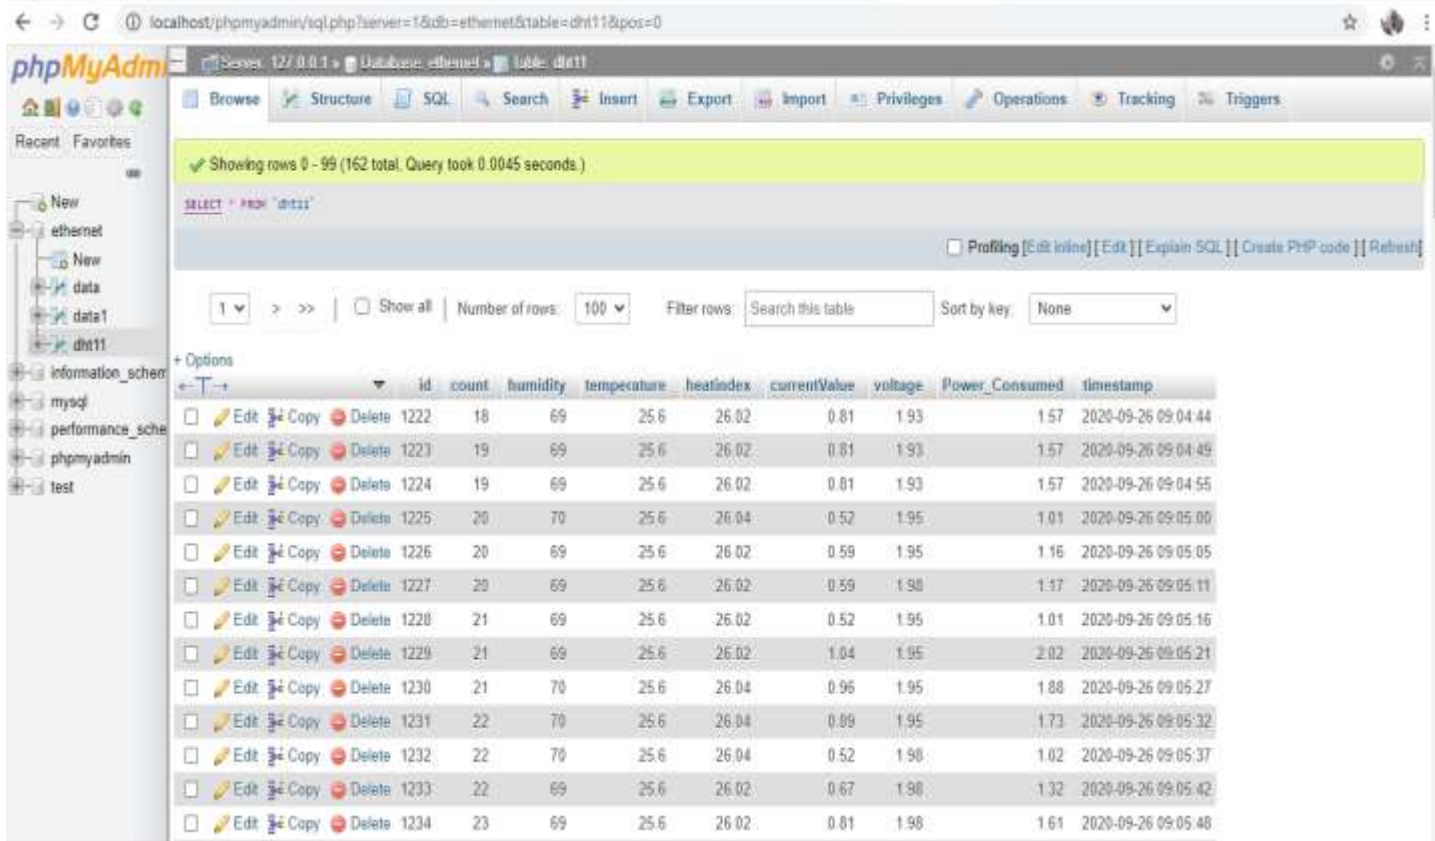 localhost/phpmyadmin/sql.php?server=1&db=ethernet&table=dht11&pos=0
phpMyAdmi
Server: 127.0.0.1 » Database: ethernet » Table: dht11
Browse Structure SQL Search Insert Export Import Privileges Operations Tracking Triggers
Recent Favorites
New
ethernet
New
data
data1
dht11
information_schem
mysql
performance_sche
phpmyadmin
test
Showing rows 0 - 99 (162 total, Query took 0.0045 seconds.)
SELECT * FROM `dht11`
Profiling [Edit inline] [ Edit ] [ Explain SQL ] [ Create PHP code ] [ Refresh]
1 > >> Show all Number of rows: 100 Filter rows: Search this table Sort by key: None
+ Options
←T→ id count humidity temperature heatindex currentValue voltage Power_Consumed timestamp
Edit Copy Delete 1222 18 69 25.6 26.02 0.81 1.93 1.57 2020-09-26 09:04:44
Edit Copy Delete 1223 19 69 25.6 26.02 0.81 1.93 1.57 2020-09-26 09:04:49
Edit Copy Delete 1224 19 69 25.6 26.02 0.81 1.93 1.57 2020-09-26 09:04:55
Edit Copy Delete 1225 20 70 25.6 26.04 0.52 1.95 1.01 2020-09-26 09:05:00
Edit Copy Delete 1226 20 69 25.6 26.02 0.59 1.95 1.16 2020-09-26 09:05:05
Edit Copy Delete 1227 20 69 25.6 26.02 0.59 1.98 1.17 2020-09-26 09:05:11
Edit Copy Delete 1228 21 69 25.6 26.02 0.52 1.95 1.01 2020-09-26 09:05:16
Edit Copy Delete 1229 21 69 25.6 26.02 1.04 1.95 2.02 2020-09-26 09:05:21
Edit Copy Delete 1230 21 70 25.6 26.04 0.96 1.95 1.88 2020-09-26 09:05:27
Edit Copy Delete 1231 22 70 25.6 26.04 0.89 1.95 1.73 2020-09-26 09:05:32
Edit Copy Delete 1232 22 70 25.6 26.04 0.52 1.98 1.02 2020-09-26 09:05:37
Edit Copy Delete 1233 22 69 25.6 26.02 0.67 1.98 1.32 2020-09-26 09:05:42
Edit Copy Delete 1234 23 69 25.6 26.02 0.81 1.98 1.61 2020-09-26 09:05:48